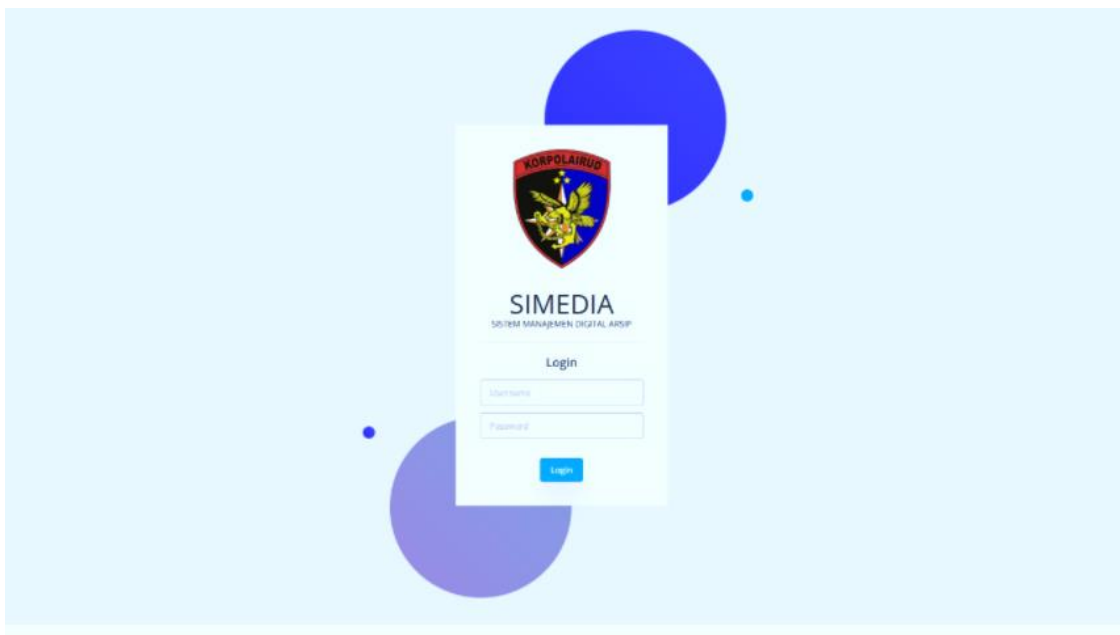 KORPOLAIRUD
SIMEDIA
SISTEM MANAJEMEN DIGITAL ARSIP
Login
Username
Password
Login